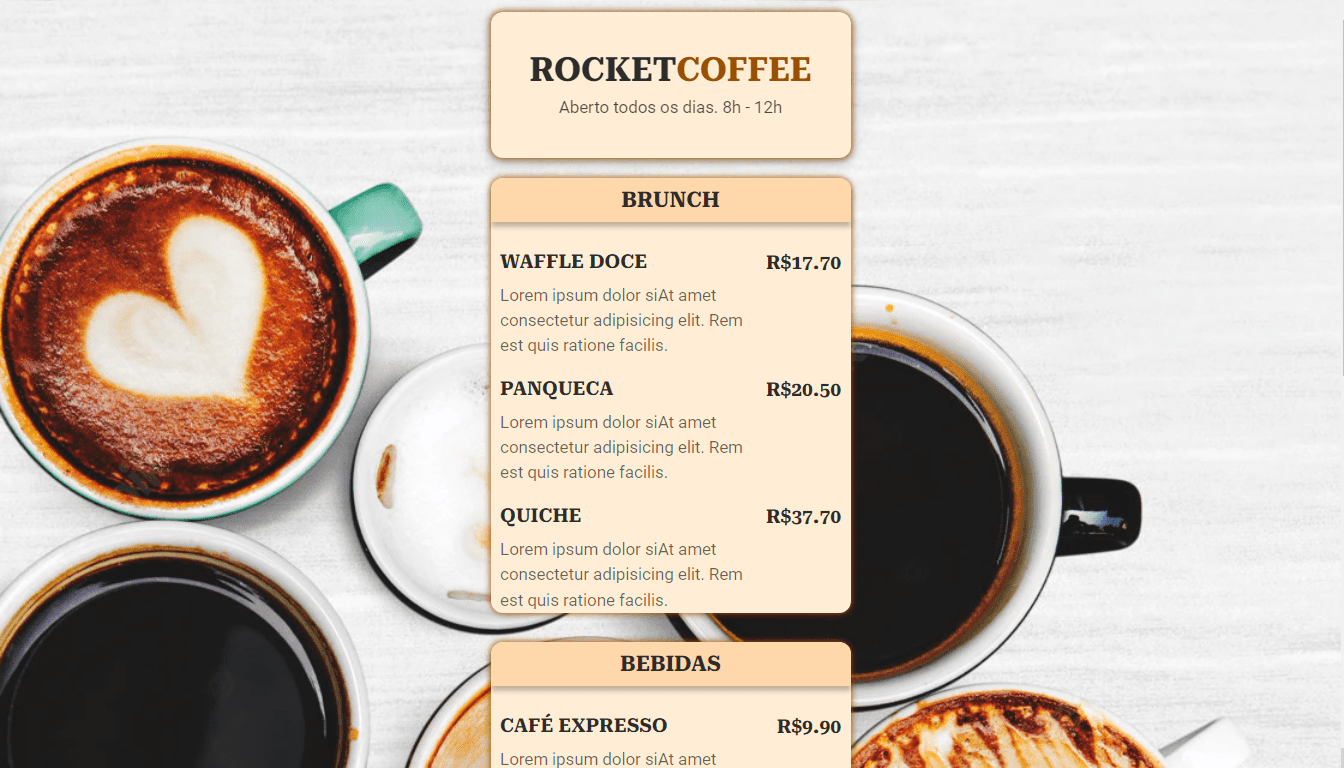 ROCKETCOFFEE
Aberto todos os dias. 8h - 12h
BRUNCH
WAFFLE DOCE R$17.70
Lorem ipsum dolor siAt amet
consectetur adipisicing elit. Rem
est quis ratione facilis.
PANQUECA R$20.50
Lorem ipsum dolor siAt amet
consectetur adipisicing elit. Rem
est quis ratione facilis.
QUICHE R$37.70
Lorem ipsum dolor siAt amet
consectetur adipisicing elit. Rem
est quis ratione facilis.
BEBIDAS
CAFÉ EXPRESSO R$9.90
Lorem ipsum dolor siAt amet